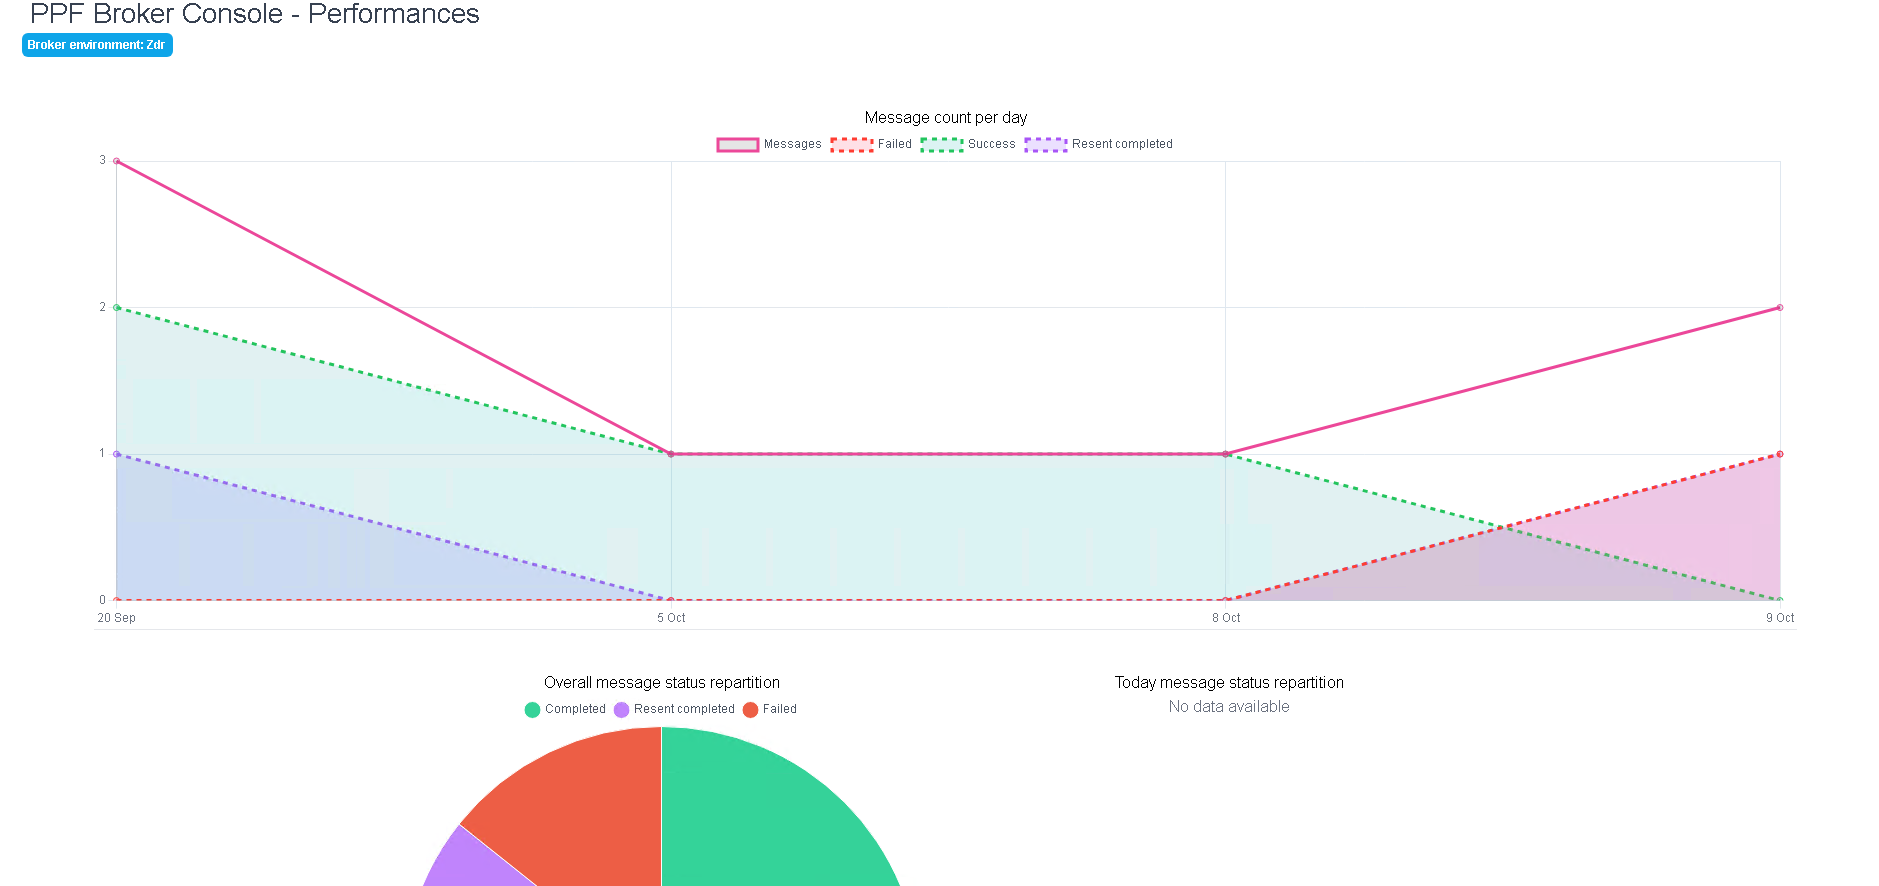 PPF Broker Console - Performances
Broker environment: Zdr
Message count per day
Messages Failed Success Resent completed
3
2
1
0
20 Sep 5 Oct 8 Oct 9 Oct
Overall message status repartition
Completed Resent completed Failed
Today message status repartition
No data available